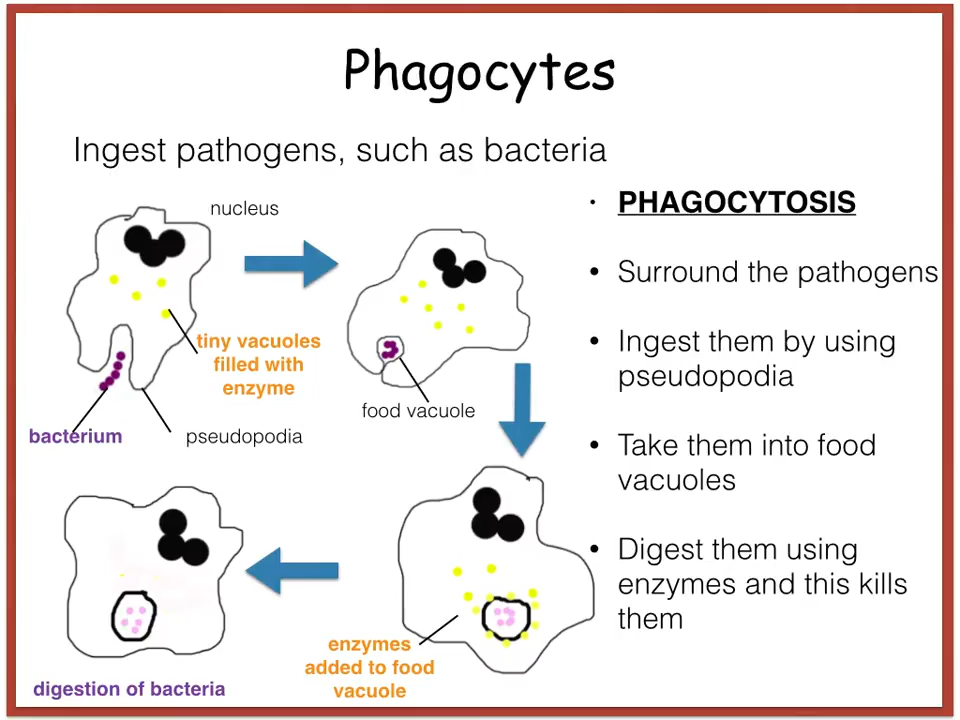 Phagocytes
Ingest pathogens, such as bacteria
nucleus
tiny vacuoles
filled with
enzyme
bacterium
pseudopodia
food vacuole
enzymes
added to food
vacuole
digestion of bacteria
• PHAGOCYTOSIS
• Surround the pathogens
• Ingest them by using
pseudopodia
• Take them into food
vacuoles
• Digest them using
enzymes and this kills
them